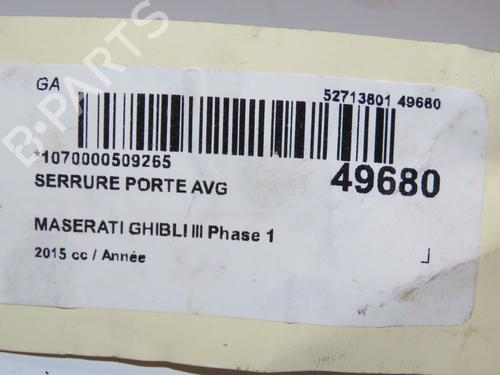 B-PARTS
GA
52713801 49680
*1070000509265
49680
SERRURE PORTE AVG
MASERATI GHIBLI III Phase 1
2015 cc / Année